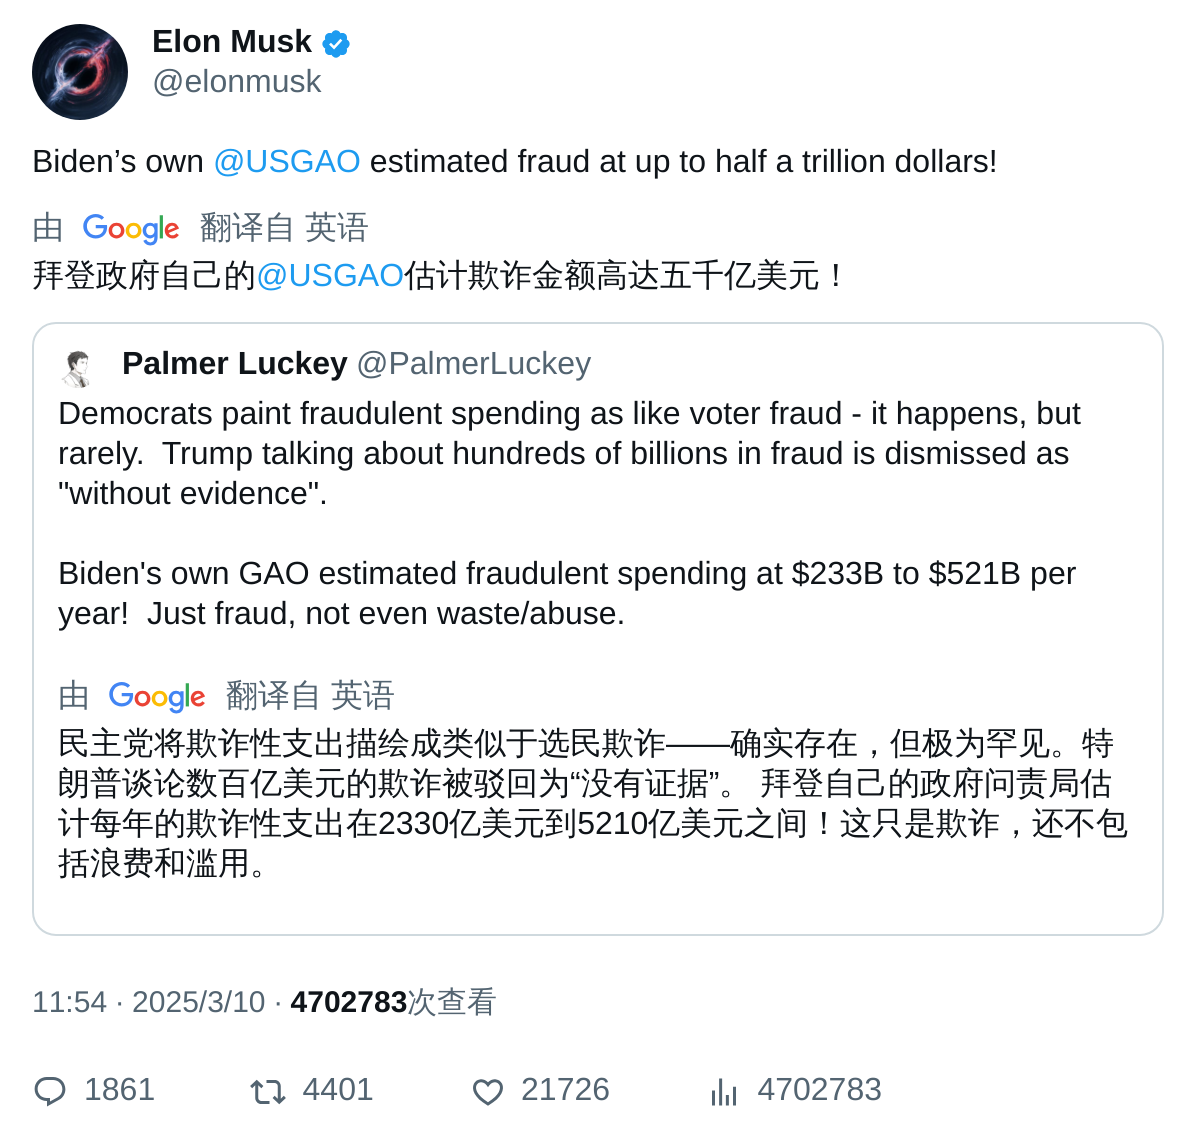 Elon Musk
@elonmusk
Biden’s own @USGAO estimated fraud at up to half a trillion dollars!
由 Google 翻译自 英语
拜登政府自己的@USGAO估计欺诈金额高达五千亿美元！
Palmer Luckey @PalmerLuckey
Democrats paint fraudulent spending as like voter fraud - it happens, but
rarely.  Trump talking about hundreds of billions in fraud is dismissed as
"without evidence".
Biden's own GAO estimated fraudulent spending at $233B to $521B per
year!  Just fraud, not even waste/abuse.
由 Google 翻译自 英语
民主党将欺诈性支出描绘成类似于选民欺诈——确实存在，但极为罕见。特
朗普谈论数百亿美元的欺诈被驳回为“没有证据”。 拜登自己的政府问责局估
计每年的欺诈性支出在2330亿美元到5210亿美元之间！这只是欺诈，还不包
括浪费和滥用。
11:54 · 2025/3/10 · 4702783次查看
1861 4401 21726 4702783